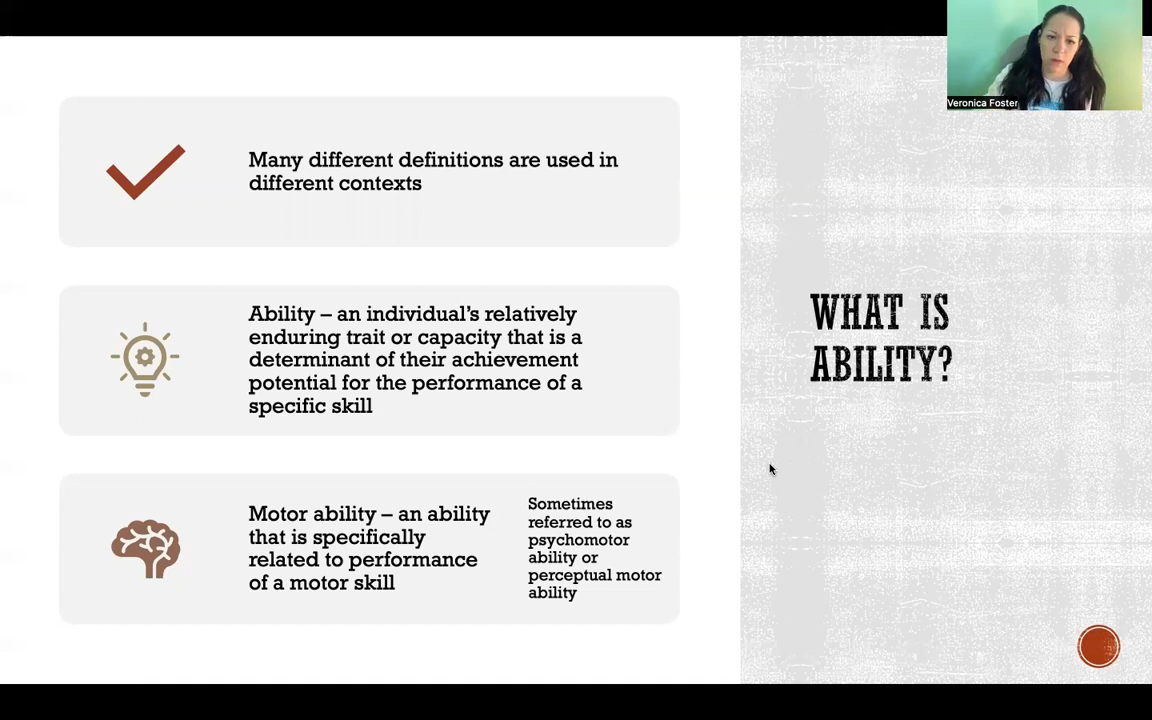 Many different definitions are used in
different contexts
Ability – an individual's relatively
enduring trait or capacity that is a
determinant of their achievement
potential for the performance of a
specific skill
Motor ability – an ability
that is specifically
related to performance
of a motor skill
Sometimes
referred to as
psychomotor
ability or
perceptual motor
ability
WHAT IS
ABILITY?
Veronica Foster